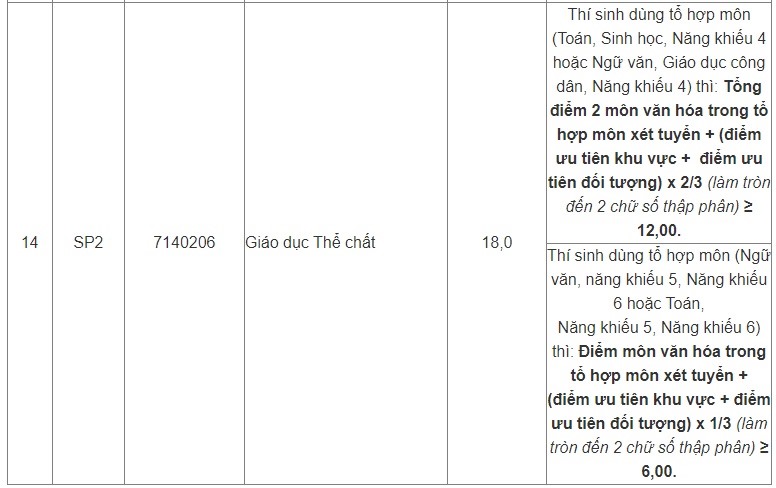 14
SP2
7140206
Giáo dục Thể chất
18,0
Thí sinh dùng tổ hợp môn
(Toán, Sinh học, Năng khiếu 4
hoặc Ngữ văn, Giáo dục công
dân, Năng khiếu 4) thì: Tổng
điểm 2 môn văn hóa trong tổ
hợp môn xét tuyển + (điểm
ưu tiên khu vực + điểm ưu
tiên đối tượng) x 2/3 (làm tròn
đến 2 chữ số thập phân) ≥
12,00.
Thí sinh dùng tổ hợp môn (Ngữ
văn, năng khiếu 5, Năng khiếu
6 hoặc Toán,
Năng khiếu 5, Năng khiếu 6)
thì: Điểm môn văn hóa trong
tổ hợp môn xét tuyển +
(điểm ưu tiên khu vực + điểm
ưu tiên đối tượng) x 1/3 (làm
tròn đến 2 chữ số thập phân) ≥
6,00.